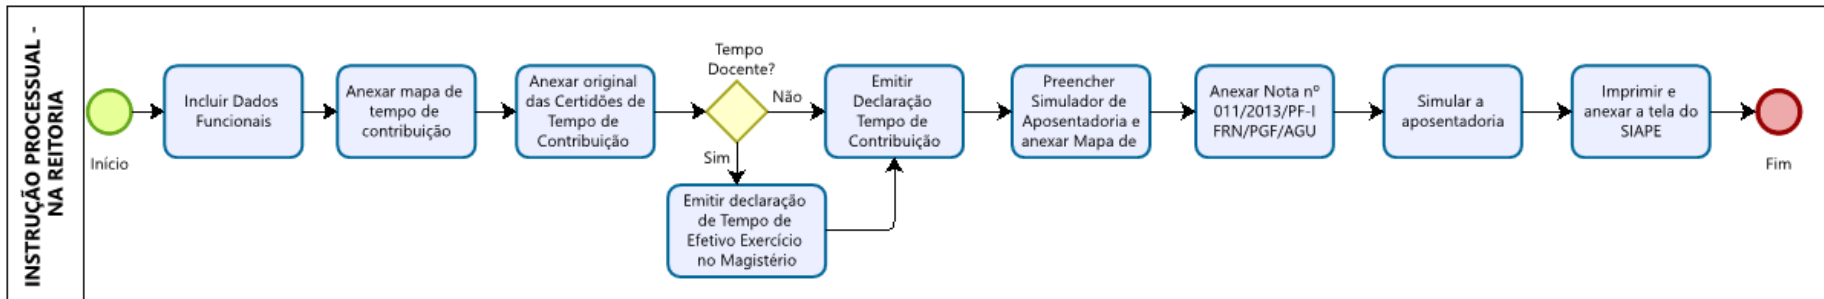 INSTRUÇÃO PROCESSUAL -
NA REITORIA
Início
Incluir Dados
Funcionais
Anexar mapa de
tempo de
contribuição
Anexar original
das Certidões de
Tempo de
Contribuição
Tempo
Docente?
Não
Sim
Emitir declaração
de Tempo de
Efetivo Exercício
no Magistério
Emitir
Declaração
Tempo de
Contribuição
Preencher
Simulador de
Aposentadoria e
anexar Mapa de
Anexar Nota nº
011/2013/PF-I
FRN/PGF/AGU
Simular a
aposentadoria
Imprimir e
anexar a tela do
SIAPE
Fim